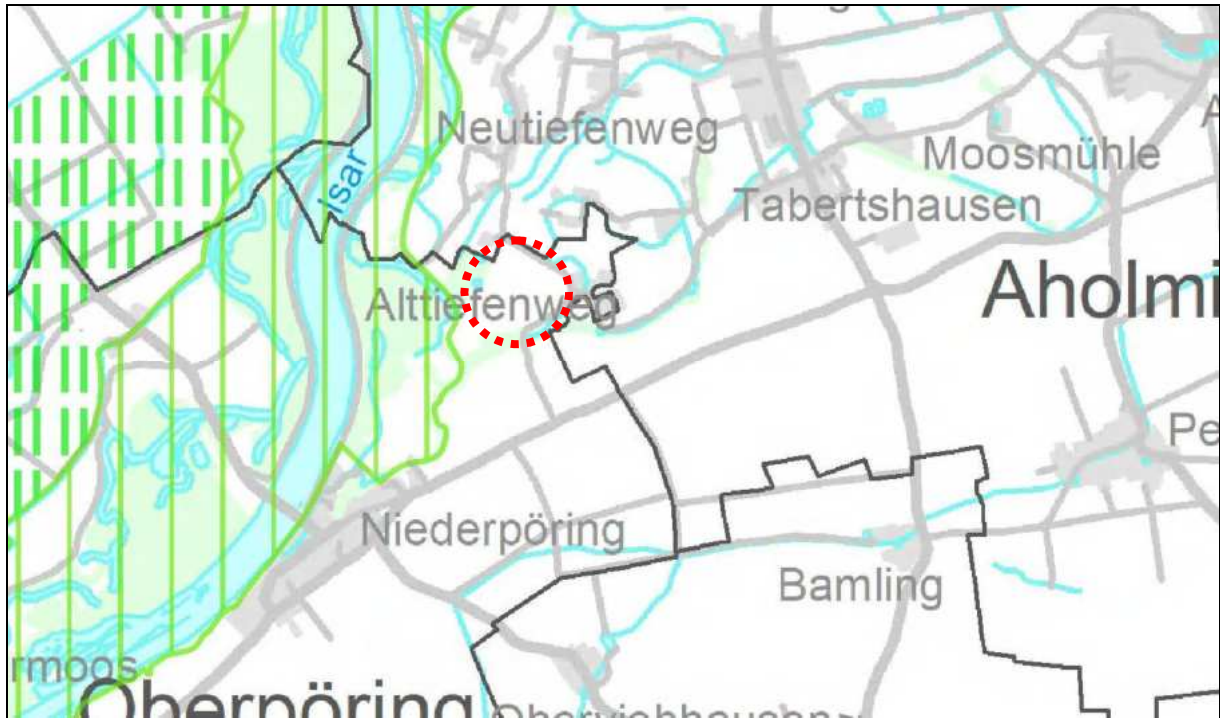 Neutiefenweg
Moosmühle
Isar
Tabertshausen
Alttiefenweg
Aholmi
Pe
Niederpöring
Bamling
rmoos
Oberpöring